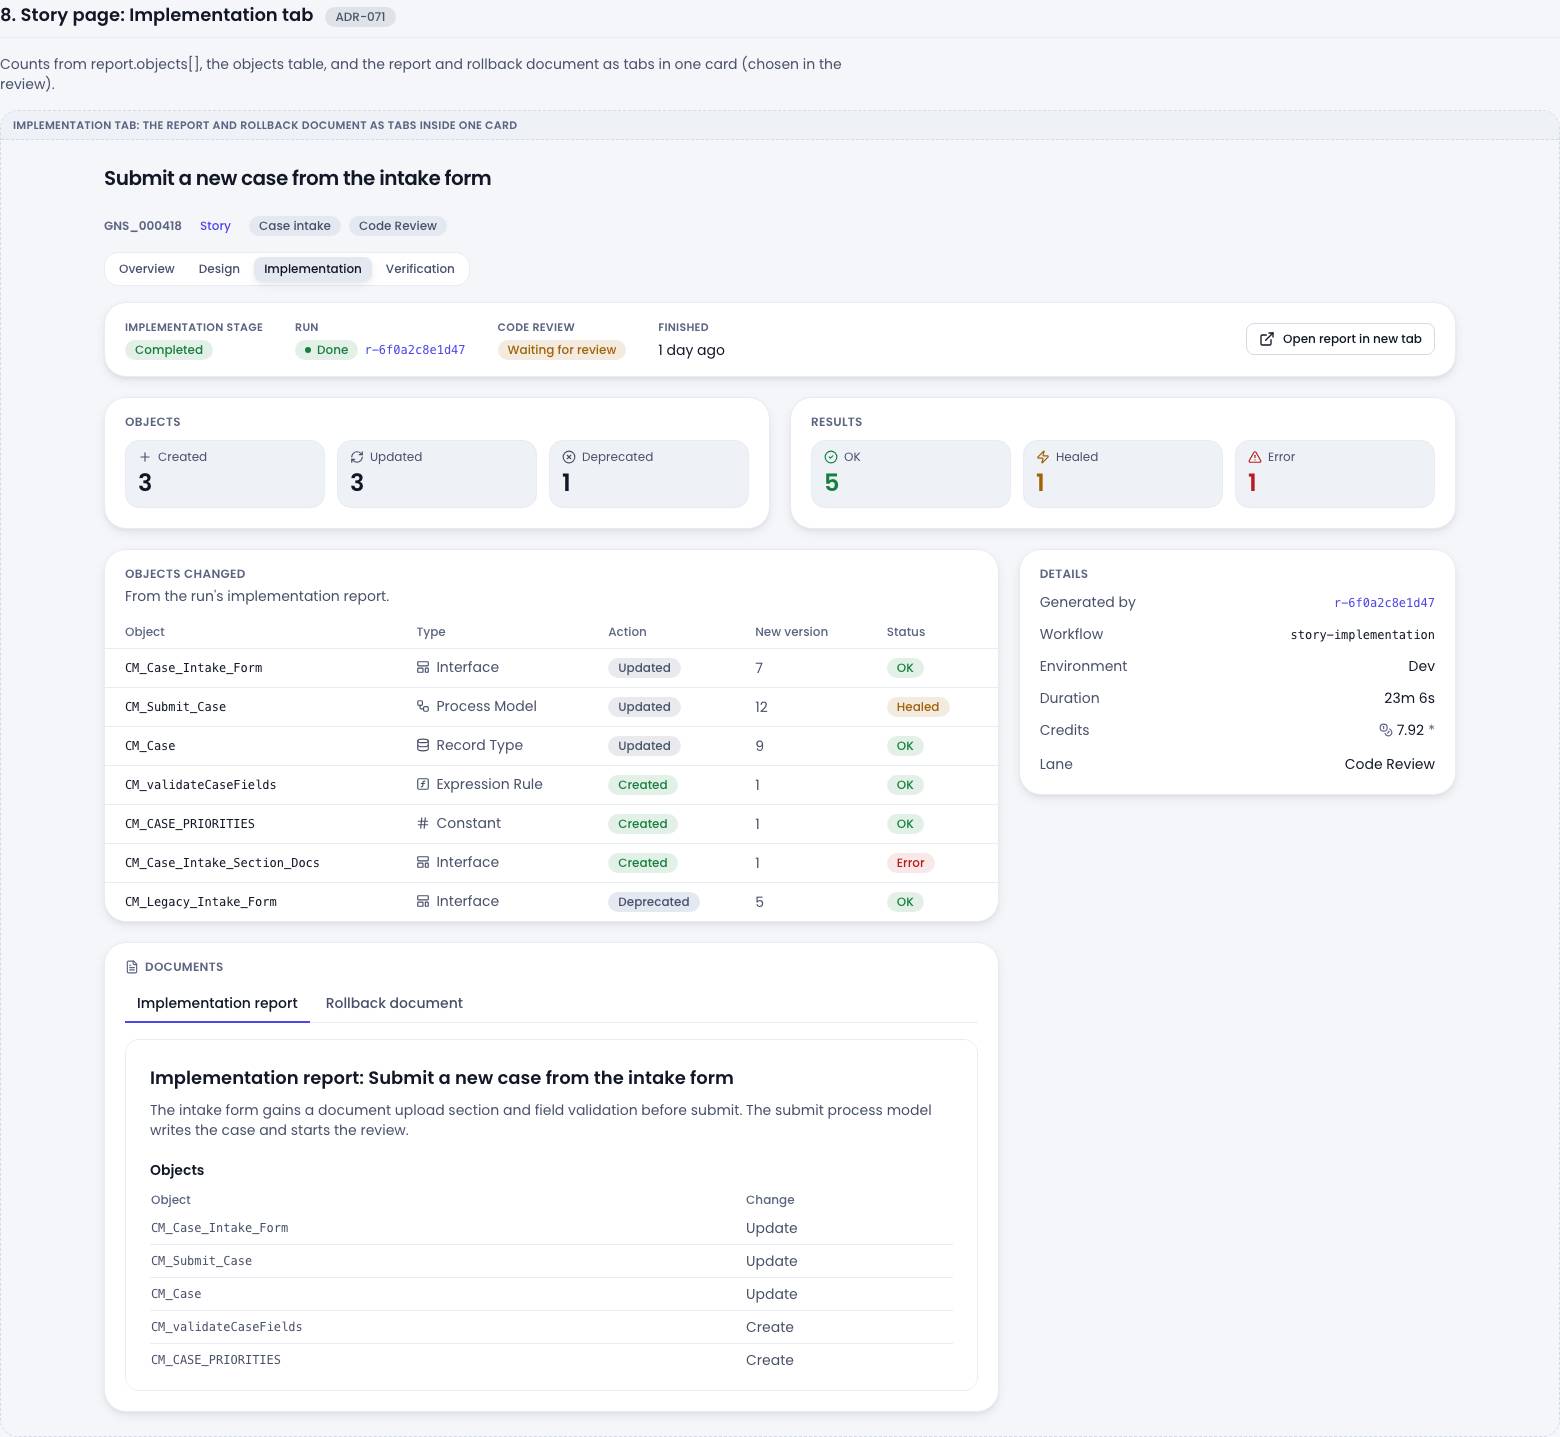 8. Story page: Implementation tab ADR-071
Counts from report.objects[], the objects table, and the report and rollback document as tabs in one card (chosen in the
review).
IMPLEMENTATION TAB: THE REPORT AND ROLLBACK DOCUMENT AS TABS INSIDE ONE CARD
Submit a new case from the intake form
GNS_000418 Story Case intake Code Review
Overview Design Implementation Verification
IMPLEMENTATION STAGE RUN CODE REVIEW FINISHED
Completed Done r-6f0a2c8e1d47 Waiting for review 1 day ago Open report in new tab
OBJECTS
Created Updated Deprecated
3 3 1
RESULTS
OK Healed Error
5 1 1
OBJECTS CHANGED
From the run's implementation report.
Object Type Action New version Status
CM_Case_Intake_Form Interface Updated 7 OK
CM_Submit_Case Process Model Updated 12 Healed
CM_Case Record Type Updated 9 OK
CM_validateCaseFields Expression Rule Created 1 OK
CM_CASE_PRIORITIES Constant Created 1 OK
CM_Case_Intake_Section_Docs Interface Created 1 Error
CM_Legacy_Intake_Form Interface Deprecated 5 OK
DETAILS
Generated by r-6f0a2c8e1d47
Workflow story-implementation
Environment Dev
Duration 23m 6s
Credits 7.92 *
Lane Code Review
DOCUMENTS
Implementation report Rollback document
Implementation report: Submit a new case from the intake form
The intake form gains a document upload section and field validation before submit. The submit process model
writes the case and starts the review.
Objects
Object Change
CM_Case_Intake_Form Update
CM_Submit_Case Update
CM_Case Update
CM_validateCaseFields Create
CM_CASE_PRIORITIES Create